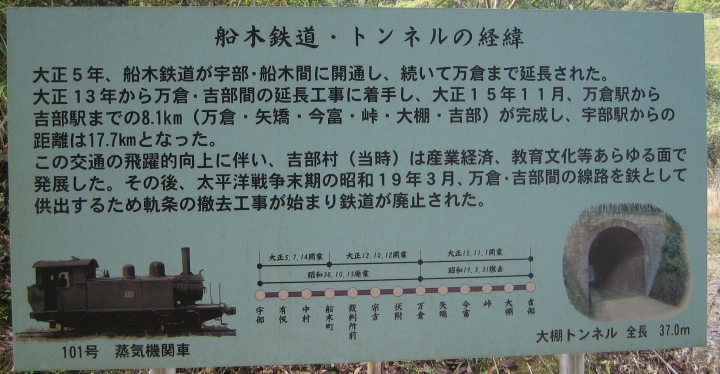 船木鉄道・トンネルの経緯
大正5年、船木鉄道が宇部・船木間に開通し、続いて万倉まで延長された。
大正13年から万倉・吉部間の延長工事に着手し、大正15年11月、万倉駅から
吉部駅までの8.1km(万倉・矢矯・今富・峠・大棚・吉部)が完成し、宇部駅からの
距離は17.7kmとなった。
この交通の飛躍的向上に伴い、吉部村(当時)は産業経済、教育文化等あらゆる面で
発展した。その後、太平洋戦争末期の昭和19年3月、万倉・吉部間の線路を鉄として
供出するため軌条の撤去工事が始まり鉄道が廃止された。
大正5,7,14開業
大正12,10,12開業
大正15,11,1開業
昭和36,10,15廃業
昭和19,3,31撤去
宇部
有帆
中村
船木町
裁判所前
宗方
伏附
万倉
矢矯
今富
峠
大棚
吉部
101号 蒸気機関車
大棚トンネル 全長 37.0m